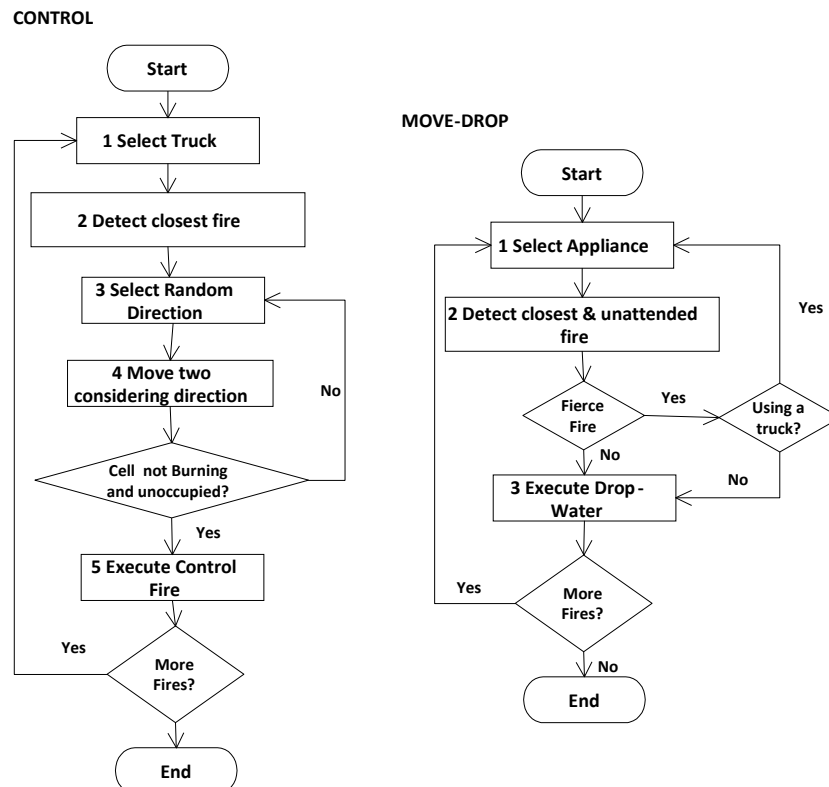 CONTROL
Start
1 Select Truck
2 Detect closest fire
3 Select Random
Direction
4 Move two
considering direction
No
Cell not Burning
and unoccupied?
Yes
5 Execute Control
Fire
Yes
More
Fires?
End
MOVE-DROP
Start
1 Select Appliance
Yes
2 Detect closest & unattended
fire
Fierce
Fire
Yes
Using a
truck?
No
No
3 Execute Drop-
Water
Yes
More
Fires?
No
End